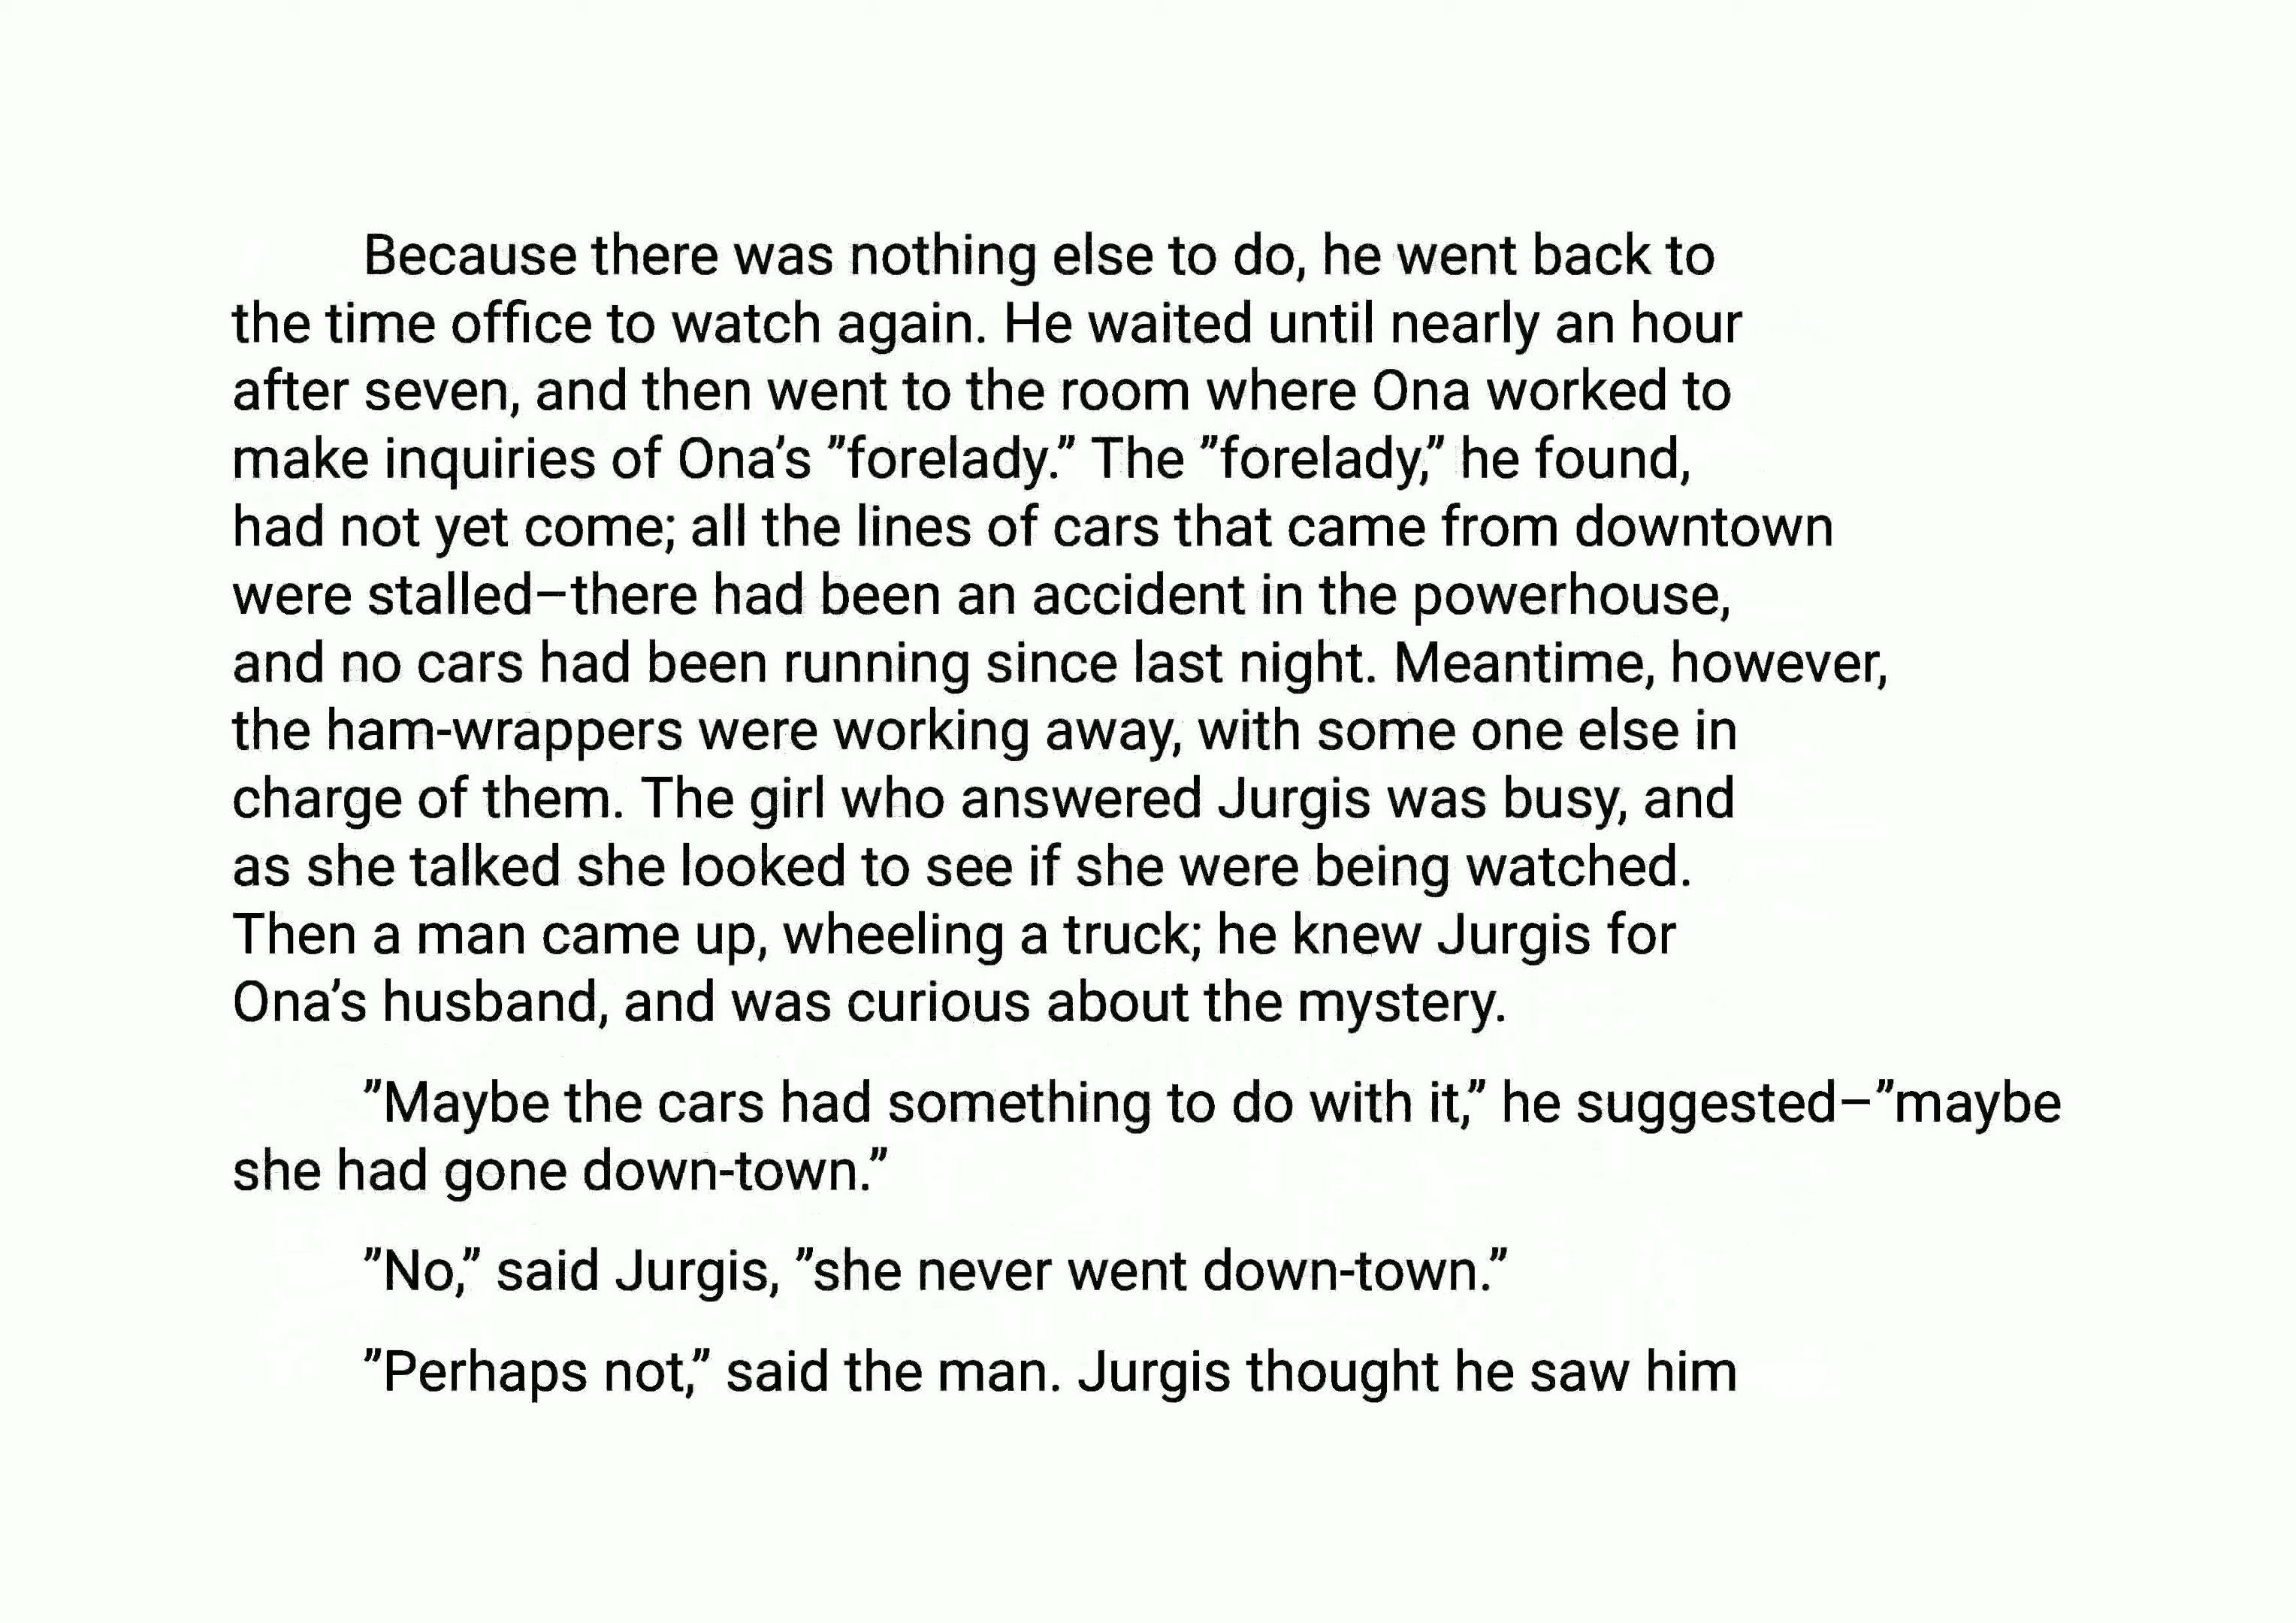 Because there was nothing else to do, he went back to
the time office to watch again. He waited until nearly an hour
after seven, and then went to the room where Ona worked to
make inquiries of Ona’s ”forelady.” The ”forelady,” he found,
had not yet come; all the lines of cars that came from downtown
were stalled–there had been an accident in the powerhouse,
and no cars had been running since last night. Meantime, however,
the ham-wrappers were working away, with some one else in
charge of them. The girl who answered Jurgis was busy, and
as she talked she looked to see if she were being watched.
Then a man came up, wheeling a truck; he knew Jurgis for
Ona’s husband, and was curious about the mystery.
”Maybe the cars had something to do with it,” he suggested–”maybe
she had gone down-town.”
”No,” said Jurgis, ”she never went down-town.”
”Perhaps not,” said the man. Jurgis thought he saw him